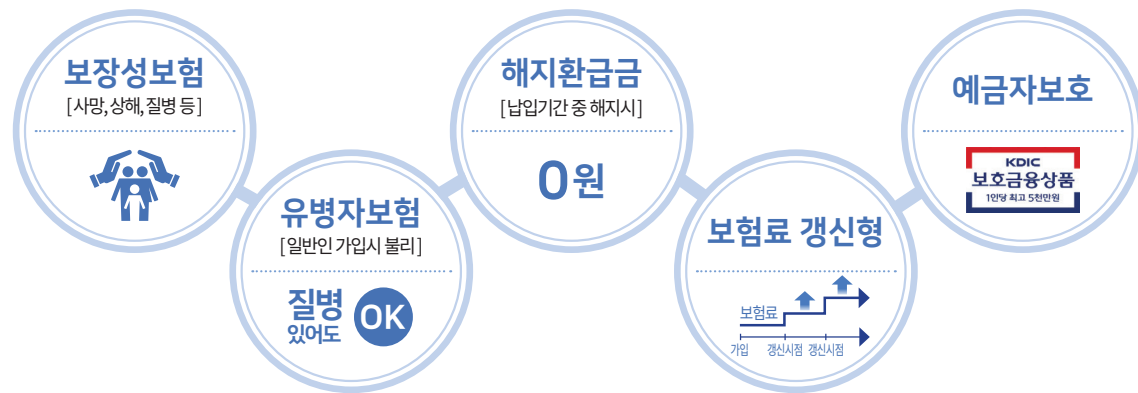 보장성보험
[사망, 상해, 질병 등]
유병자보험
[일반인 가입시 불리]
질병
있어도
OK
해지환급금
[납입기간 중 해지시]
0원
보험료 갱신형
보험료
가입 갱신시점 갱신시점
예금자보호
KDIC
보호금융상품
1인당 최고 5천만원